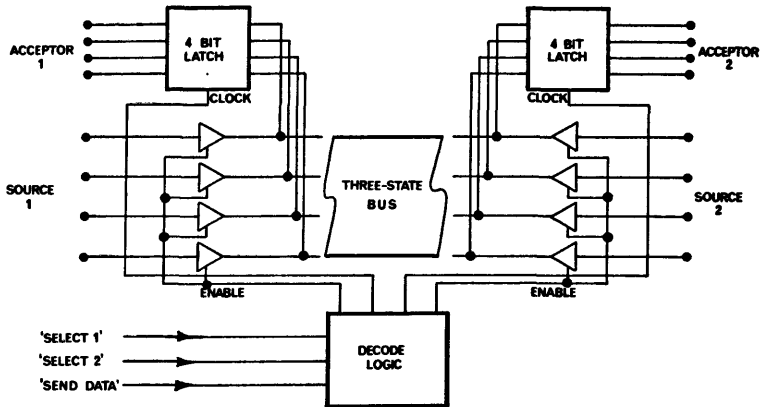 ACCEPTOR
1
4 BIT
LATCH
CLOCK
4 BIT
LATCH
CLOCK
ACCEPTOR
2
SOURCE
1
THREE-STATE
BUS
SOURCE
2
ENABLE
ENABLE
'SELECT 1'
'SELECT 2'
'SEND DATA'
DECODE
LOGIC